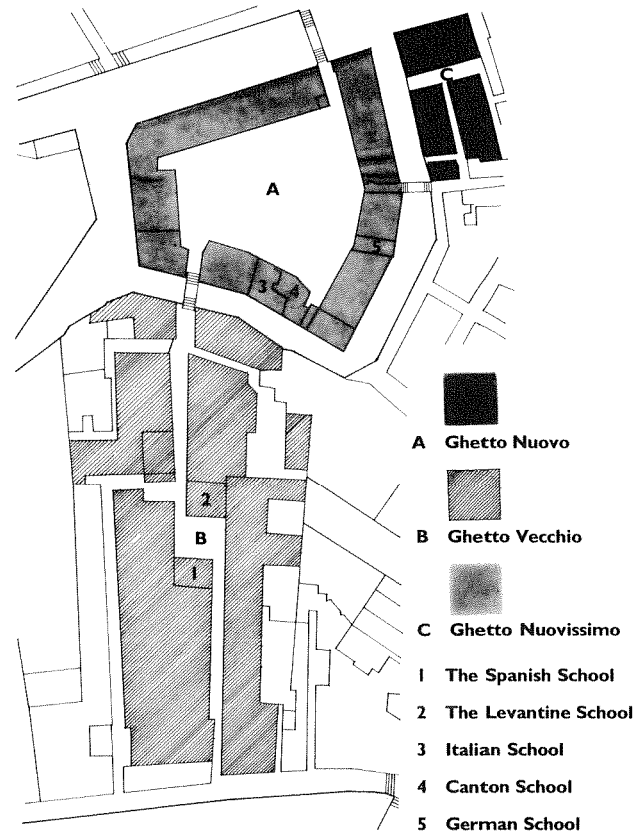 C
A
5
3
4
2
B
1
A Ghetto Nuovo
B Ghetto Vecchio
C Ghetto Nuovissimo
1 The Spanish School
2 The Levantine School
3 Italian School
4 Canton School
5 German School